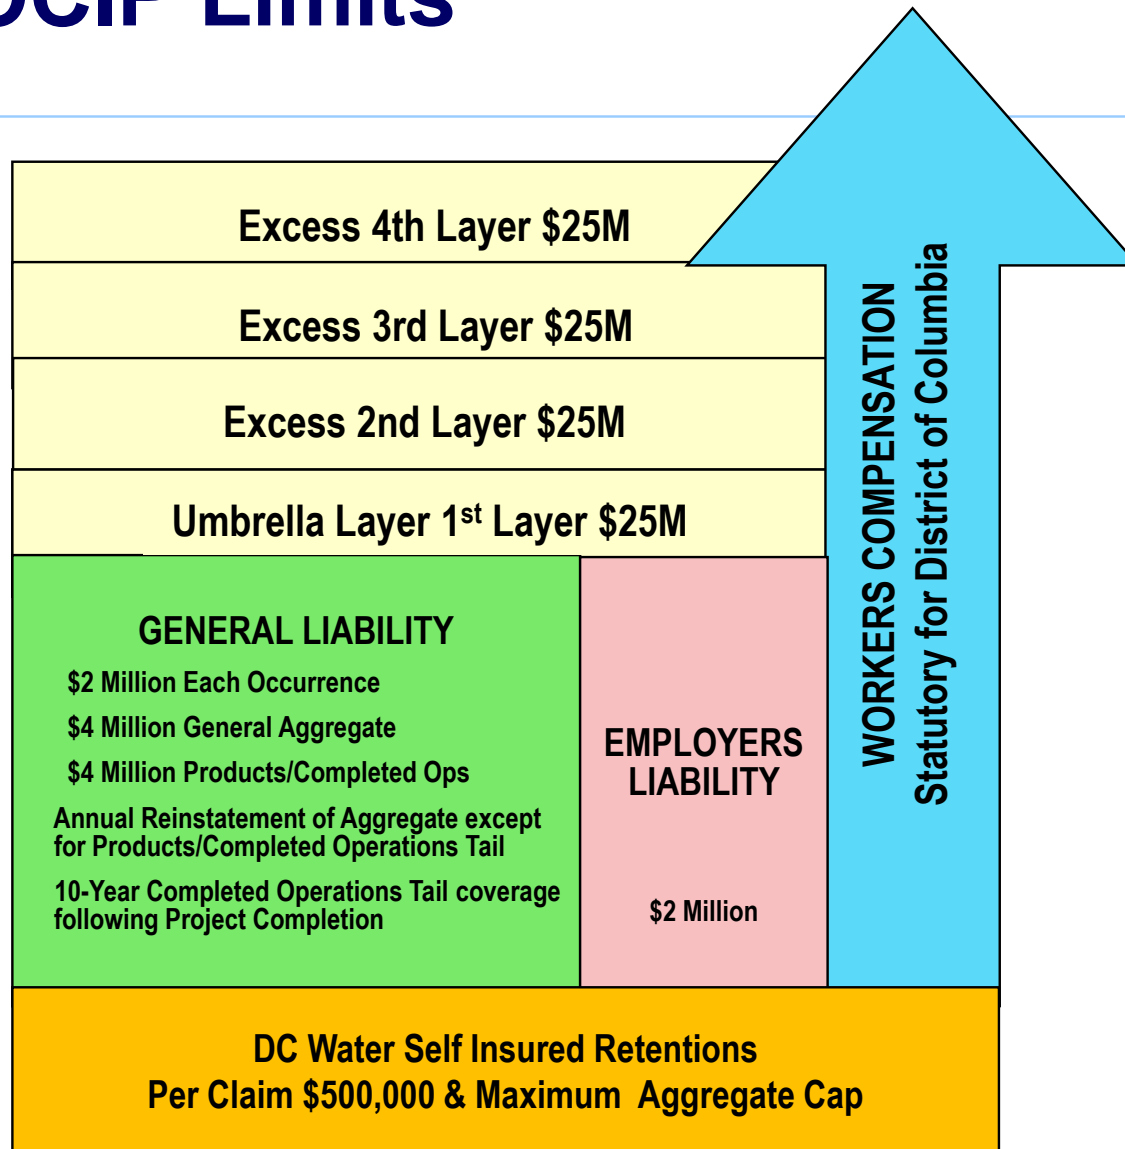 OCIP Limits
Excess 4th Layer $25M
Excess 3rd Layer $25M
Excess 2nd Layer $25M
Umbrella Layer 1st Layer $25M
GENERAL LIABILITY
$2 Million Each Occurrence
$4 Million General Aggregate
$4 Million Products/Completed Ops
Annual Reinstatement of Aggregate except
for Products/Completed Operations Tail
10-Year Completed Operations Tail coverage
following Project Completion
EMPLOYERS
LIABILITY
$2 Million
WORKERS COMPENSATION
Statutory for District of Columbia
DC Water Self Insured Retentions
Per Claim $500,000 & Maximum Aggregate Cap